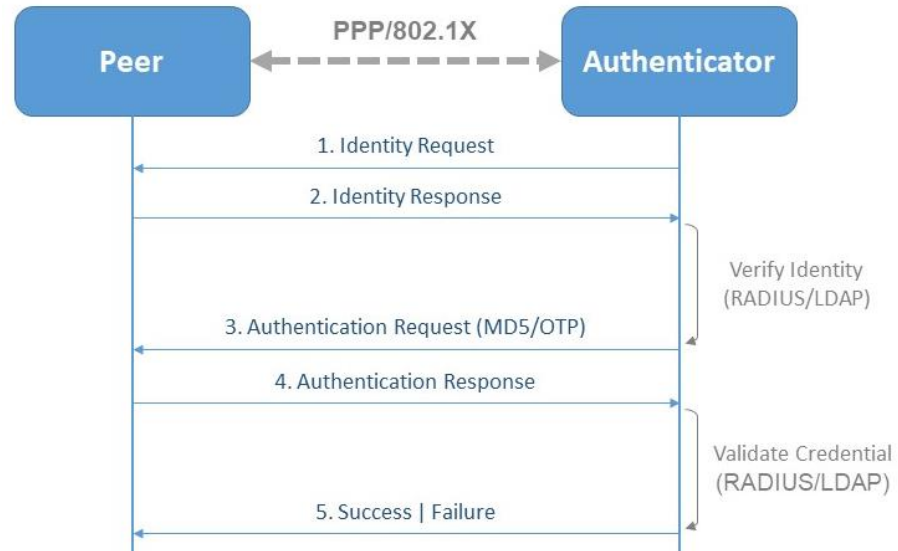 PPP/802.1X
Peer
Authenticator
1. Identity Request
2. Identity Response
Verify Identity
(RADIUS/LDAP)
3. Authentication Request (MD5/OTP)
4. Authentication Response
Validate Credential
(RADIUS/LDAP)
5. Success | Failure